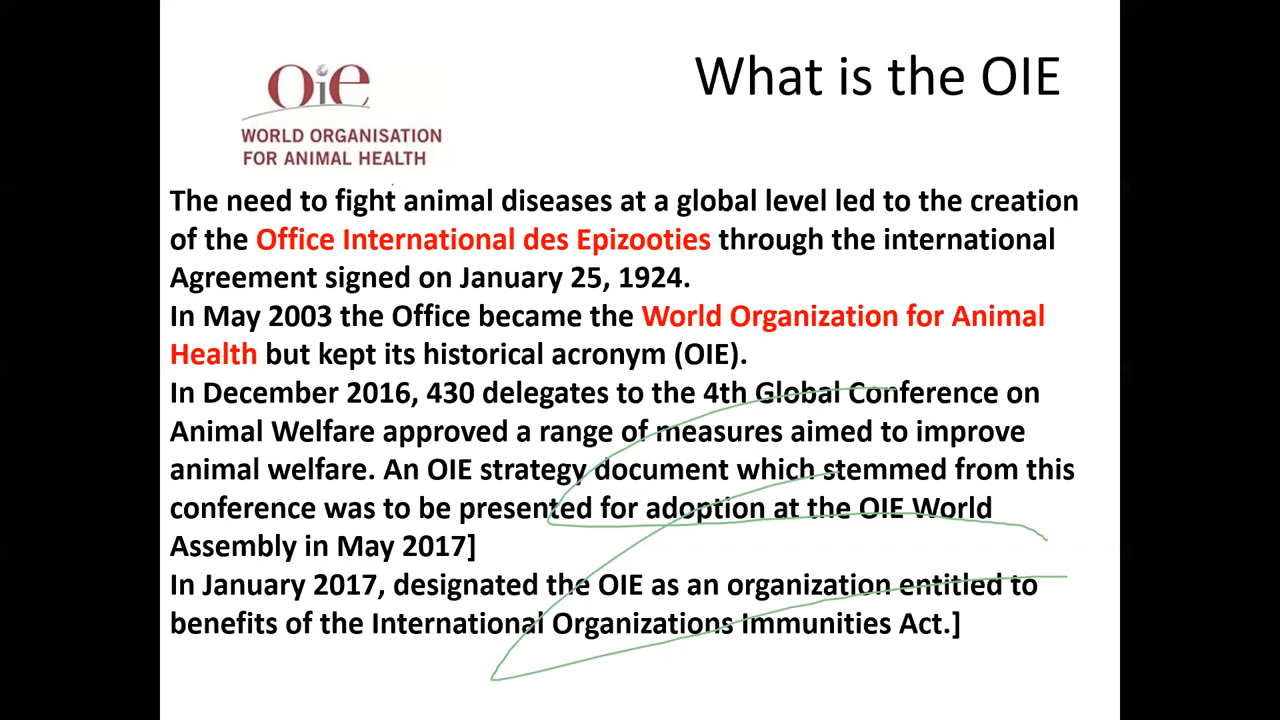 OiE
WORLD ORGANISATION
FOR ANIMAL HEALTH
What is the OIE
The need to fight animal diseases at a global level led to the creation
of the Office International des Epizooties through the international
Agreement signed on January 25, 1924.
In May 2003 the Office became the World Organization for Animal
Health but kept its historical acronym (OIE).
In December 2016, 430 delegates to the 4th Global Conference on
Animal Welfare approved a range of measures aimed to improve
animal welfare. An OIE strategy document which stemmed from this
conference was to be presented for adoption at the OIE World
Assembly in May 2017]
In January 2017, designated the OIE as an organization entitled to
benefits of the International Organizations Immunities Act.]